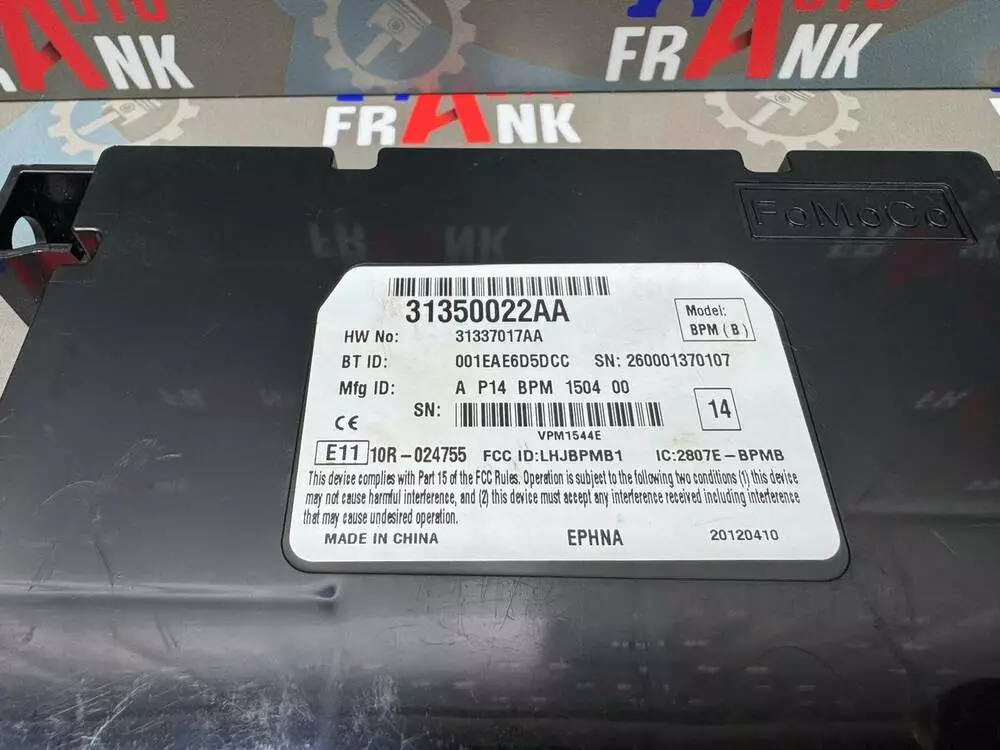 AUTO
FRANK
FRANK
FRANK
FoMoCo
31350022AA
Model:
BPM (B)
HW No: 31337017AA
BT ID: 001EAE6D5DCC SN: 260001370107
Mfg ID: A P14 BPM 1504 00
SN:
14
VPM1544E
CE
E11 10R-024755 FCC ID:LHJBPMB1 IC:2807E-BPMB
This device complies with Part 15 of the FCC Rules. Operation is subject to the following two conditions (1) this device
may not cause harmful interference, and (2) this device must accept any interference received including interference
that may cause undesired operation.
MADE IN CHINA EPHNA 20120410